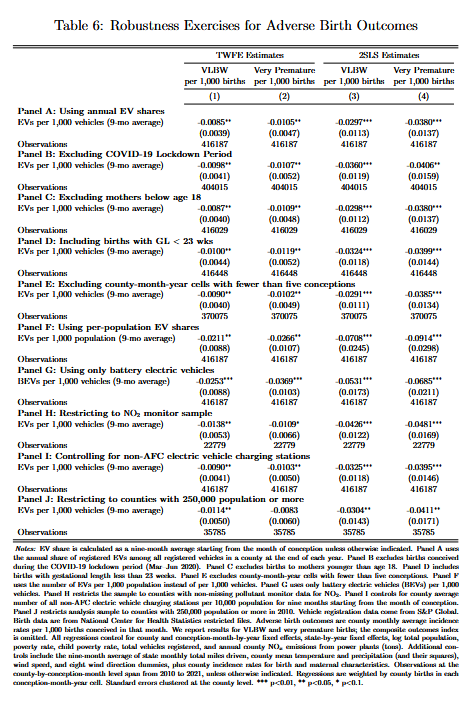 Table 6: Robustness Exercises for Adverse Birth Outcomes
TWFE Estimates 2SLS Estimates
VLBW Very Premature VLBW Very Premature
per 1,000 births per 1,000 births per 1,000 births per 1,000 births
(1) (2) (3) (4)
Panel A: Using annual EV shares
EVs per 1,000 vehicles (9-mo average) -0.0085** -0.0105** -0.0297*** -0.0380***
(0.0039) (0.0047) (0.0113) (0.0137)
Observations 416187 416187 416187 416187
Panel B: Excluding COVID-19 Lockdown Period
EVs per 1,000 vehicles (9-mo average) -0.0098** -0.0107** -0.0360*** -0.0406**
(0.0041) (0.0052) (0.0119) (0.0159)
Observations 404015 404015 404015 404015
Panel C: Excluding mothers below age 18
EVs per 1,000 vehicles (9-mo average) -0.0087** -0.0109** -0.0298*** -0.0380***
(0.0040) (0.0048) (0.0112) (0.0137)
Observations 416029 416029 416029 416029
Panel D: Including births with GL < 23 wks
EVs per 1,000 vehicles (9-mo average) -0.0100** -0.0119** -0.0324*** -0.0399***
(0.0044) (0.0052) (0.0118) (0.0144)
Observations 416448 416448 416448 416448
Panel E: Excluding county-month-year cells with fewer than five conceptions
EVs per 1,000 vehicles (9-mo average) -0.0090** -0.0102** -0.0291*** -0.0385***
(0.0040) (0.0049) (0.0111) (0.0134)
Observations 370075 370075 370075 370075
Panel F: Using per-population EV shares
EVs per 1,000 population (9-mo average) -0.0211** -0.0266** -0.0708*** -0.0914***
(0.0088) (0.0107) (0.0245) (0.0298)
Observations 416187 416187 416187 416187
Panel G: Using only battery electric vehicles
BEVs per 1,000 vehicles (9-mo average) -0.0253*** -0.0369*** -0.0531*** -0.0685***
(0.0088) (0.0103) (0.0173) (0.0211)
Observations 416187 416187 416187 416187
Panel H: Restricting to NO₂ monitor sample
EVs per 1,000 vehicles (9-mo average) -0.0138** -0.0109* -0.0426*** -0.0481***
(0.0053) (0.0066) (0.0122) (0.0169)
Observations 22779 22779 22779 22779
Panel I: Controlling for non-AFC electric vehicle charging stations
EVs per 1,000 vehicles (9-mo average) -0.0090** -0.0103** -0.0325*** -0.0395***
(0.0041) (0.0050) (0.0118) (0.0146)
Observations 416187 416187 416187 416187
Panel J: Restricting to counties with 250,000 population or more
EVs per 1,000 vehicles (9-mo average) -0.0114** -0.0083 -0.0304** -0.0411**
(0.0050) (0.0060) (0.0143) (0.0171)
Observations 35785 35785 35785 35785
Notes: EV share is calculated as a nine-month average starting from the month of conception unless otherwise indicated. Panel A uses
the annual share of registered EVs among all registered vehicles in a county at the end of each year. Panel B excludes births conceived
during the COVID-19 lockdown period (Mar-Jun 2020). Panel C excludes births to mothers younger than age 18. Panel D includes
births with gestational length less than 23 weeks. Panel E excludes county-month-year cells with fewer than five conceptions. Panel F
uses the number of EVs per 1,000 population instead of per 1,000 vehicles. Panel G uses only battery electric vehicles (BEVs) per 1,000
vehicles. Panel H restricts the sample to counties with non-missing pollutant monitor data for NO₂. Panel I controls for county average
number of all non-AFC electric vehicle charging stations per 10,000 population for nine months starting from the month of conception.
Panel J restricts analysis sample to counties with 250,000 population or more in 2010. Vehicle registration data come from S&P Global.
Birth data are from National Center for Health Statistics restricted files. Adverse birth outcomes are county monthly average incidence
rates per 1,000 births conceived in that month. We report results for VLBW and very premature births; the composite outcomes index
is omitted. All regressions control for county and conception-month-by-year fixed effects, state-by-year fixed effects, log total population,
poverty rate, child poverty rate, total vehicles registered, and annual county NOₓ emissions from power plants (tons). Additional con-
trols include the nine-month average of state monthly total miles driven, county mean temperature and precipitation (and their squares),
wind speed, and eight wind direction dummies, plus county incidence rates for birth and maternal characteristics. Observations at the
county-by-conception-month level span from 2010 to 2021, unless otherwise indicated. Regressions are weighted by county births in each
conception-month-year cell. Standard errors clustered at the county level. *** p<0.01, ** p<0.05, * p<0.1.